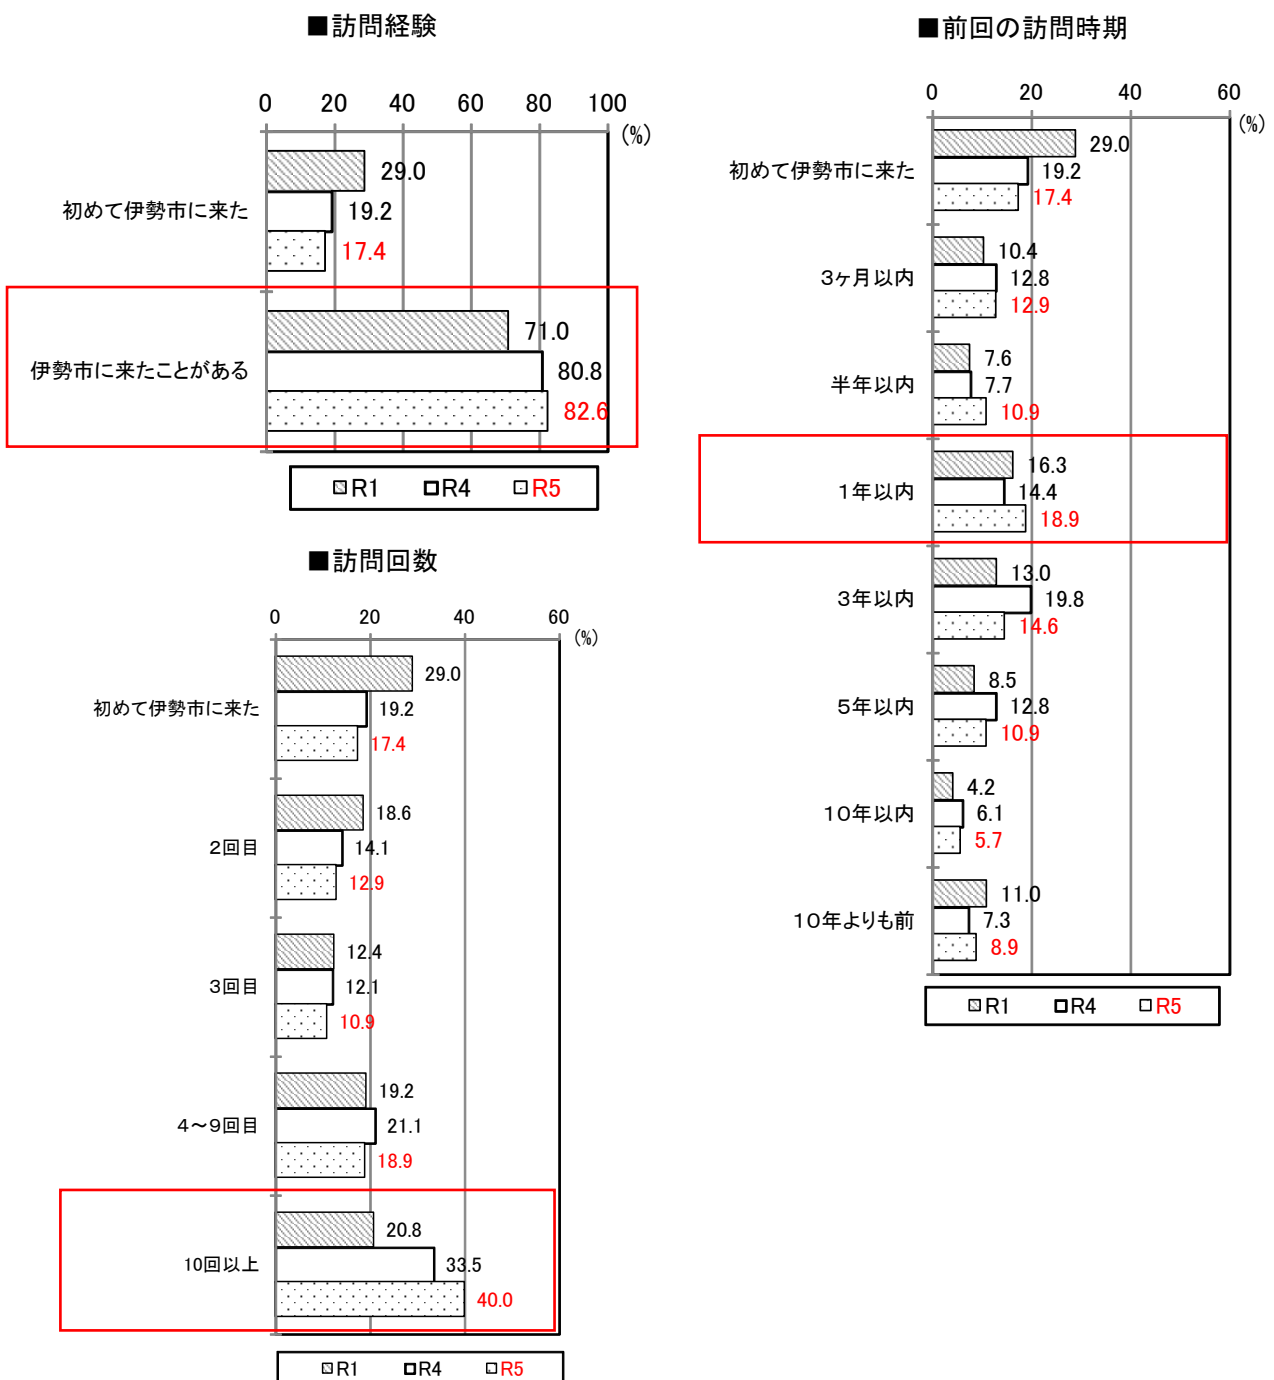 ■訪問経験
0 20 40 60 80 100
(%)
初めて伊勢市に来た
29.0
19.2
17.4
伊勢市に来たことがある
71.0
80.8
82.6
R1 R4 R5
■訪問回数
0 20 40 60
(%)
初めて伊勢市に来た
29.0
19.2
17.4
2回目
18.6
14.1
12.9
3回目
12.4
12.1
10.9
4～9回目
19.2
21.1
18.9
10回以上
20.8
33.5
40.0
R1 R4 R5
■前回の訪問時期
0 20 40 60
(%)
初めて伊勢市に来た
29.0
19.2
17.4
3ヶ月以内
10.4
12.8
12.9
半年以内
7.6
7.7
10.9
1年以内
16.3
14.4
18.9
3年以内
13.0
19.8
14.6
5年以内
8.5
12.8
10.9
10年以内
4.2
6.1
5.7
10年よりも前
11.0
7.3
8.9
R1 R4 R5